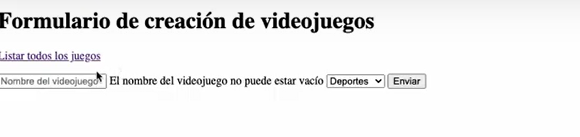 Formulario de creación de videojuegos
Listar todos los juegos
Nombre del videojuego El nombre del videojuego no puede estar vacío Deportes Enviar